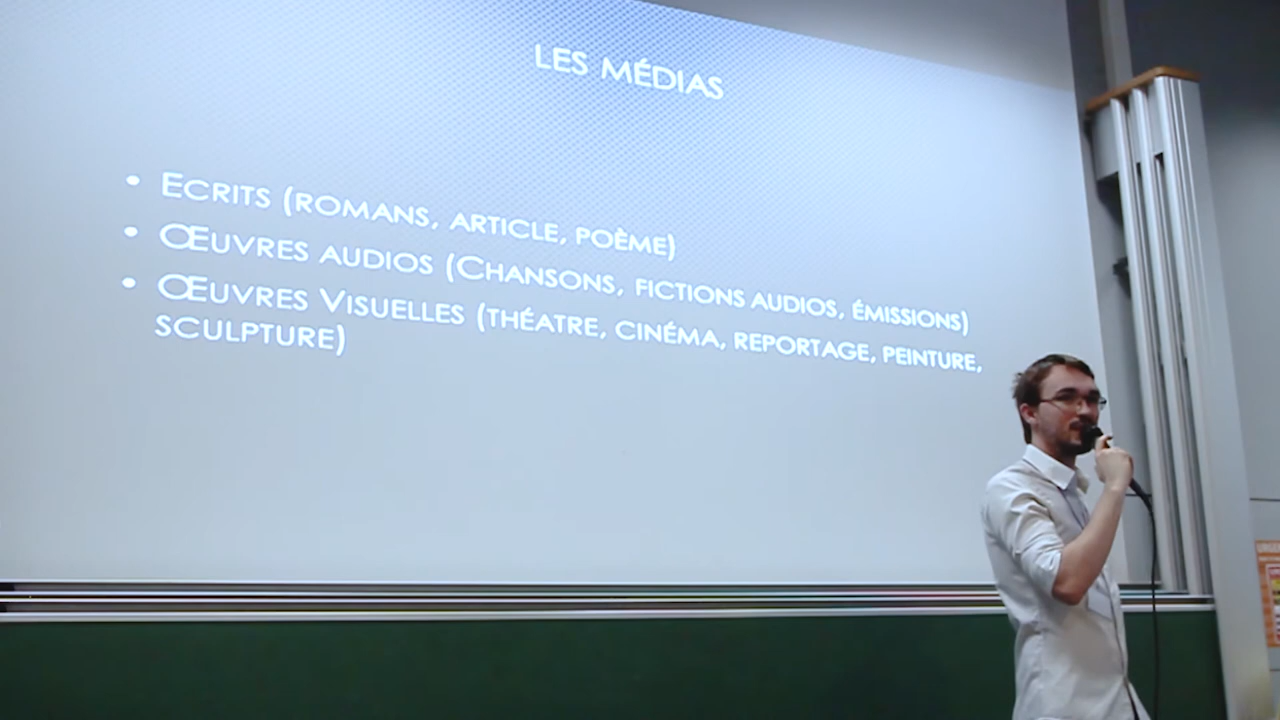 LES MÉDIAS
• ECRITS (ROMANS, ARTICLE, POÈME)
• ŒUVRES AUDIOS (CHANSONS, FICTIONS AUDIOS, ÉMISSIONS)
• ŒUVRES VISUELLES (THÉATRE, CINÉMA, REPORTAGE, PEINTURE,
SCULPTURE)